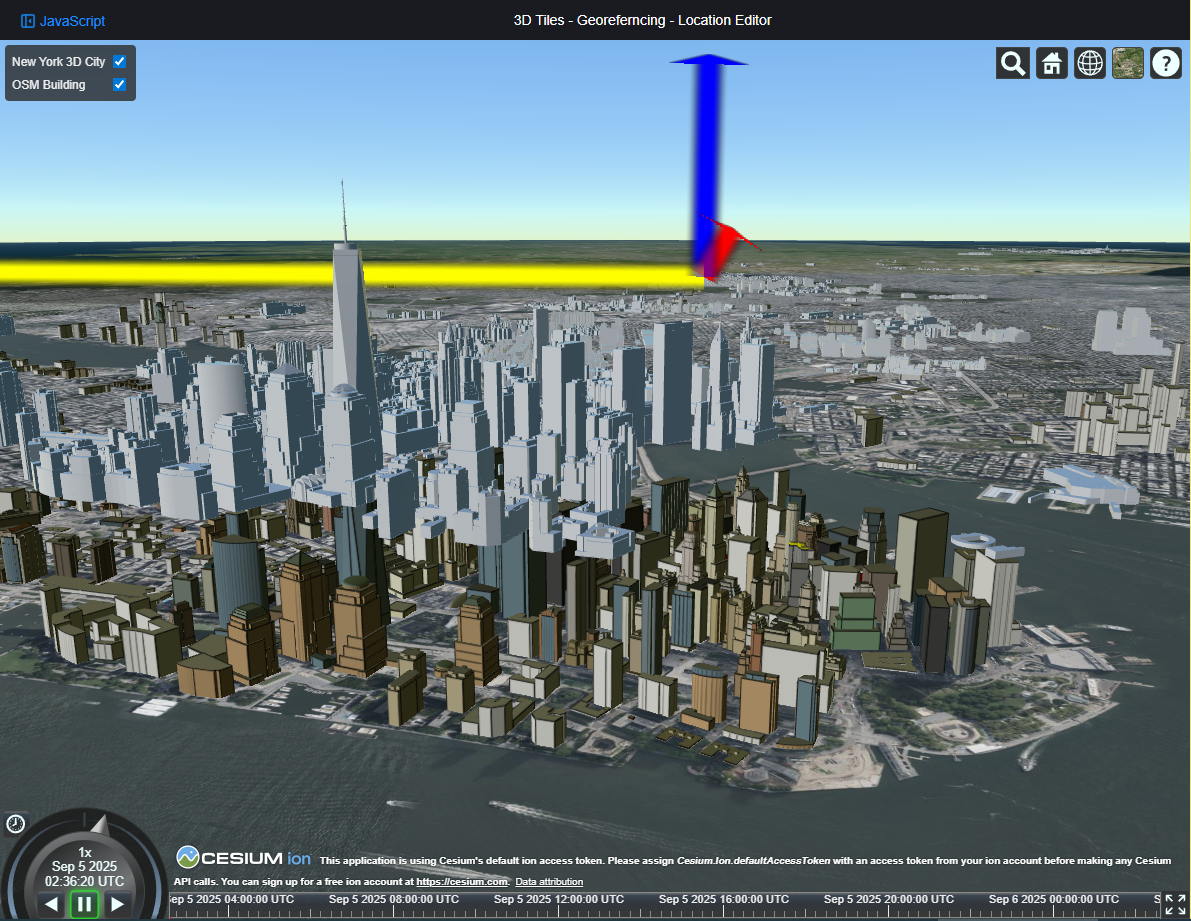 JavaScript
3D Tiles - Georeferncing - Location Editor
New York 3D City
OSM Building
?
1x
Sep 5 2025
02:36:20 UTC
CESIUM ion This application is using Cesium's default ion access token. Please assign Cesium.Ion.defaultAccessToken with an access token from your ion account before making any Cesium
API calls. You can sign up for a free ion account at https://cesium.com. Data attribution
ep 5 2025 04:00:00 UTC Sep 5 2025 08:00:00 UTC Sep 5 2025 12:00:00 UTC Sep 5 2025 16:00:00 UTC Sep 5 2025 20:00:00 UTC Sep 6 2025 00:00:00 UTC S